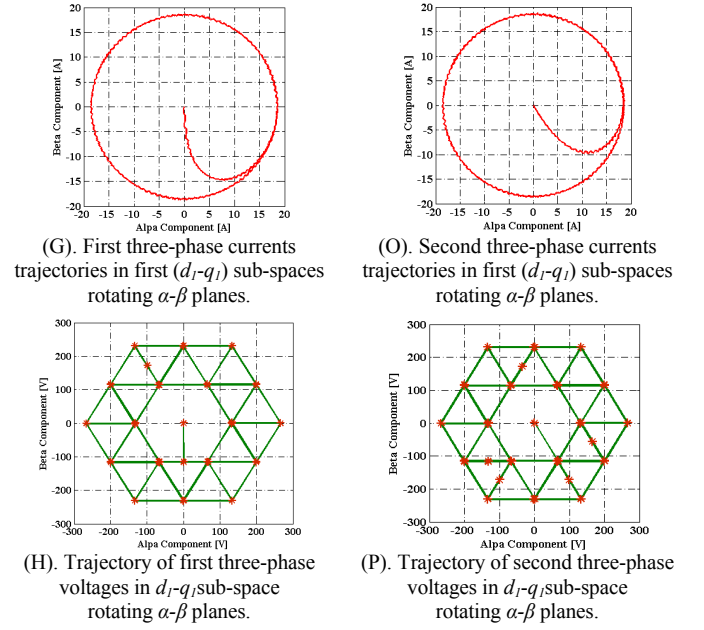 20
15
10
5
0
-5
-10
-15
-20
-20 -15 -10 -5 0 5 10 15 20
Beta Component [A]
Alpa Component [A]
(G). First three-phase currents
trajectories in first (d1-q1) sub-spaces
rotating α-β planes.
20
15
10
5
0
-5
-10
-15
-20
-20 -15 -10 -5 0 5 10 15 20
Beta Component [A]
Alpa Component [A]
(O). Second three-phase currents
trajectories in first (d1-q1) sub-spaces
rotating α-β planes.
300
200
100
0
-100
-200
-300
-300 -200 -100 0 100 200 300
Beta Component [V]
Alpa Component [V]
(H). Trajectory of first three-phase
voltages in d1-q1sub-space
rotating α-β planes.
300
200
100
0
-100
-200
-300
-300 -200 -100 0 100 200 300
Beta Component [V]
Alpa Component [V]
(P). Trajectory of second three-phase
voltages in d1-q1sub-space
rotating α-β planes.